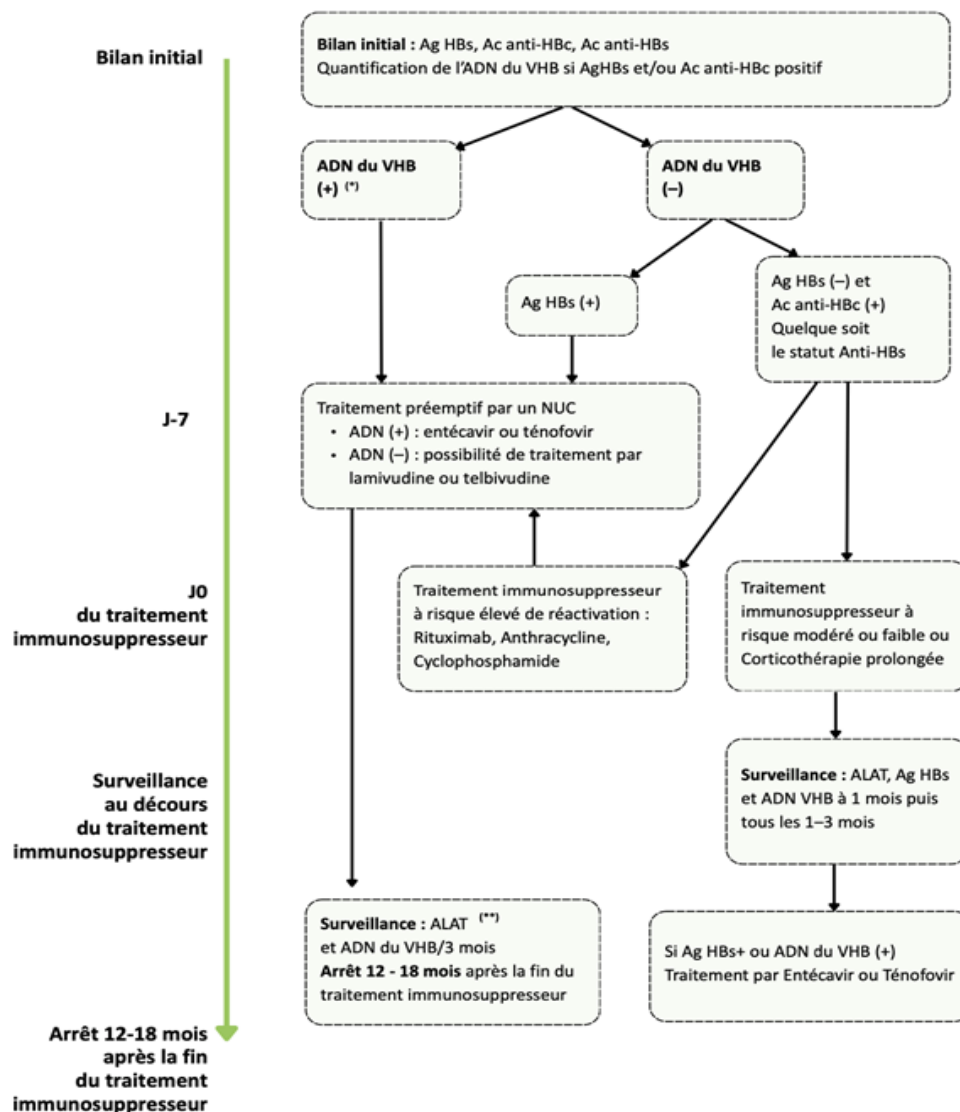 Bilan initial
Bilan initial : Ag HBs, Ac anti-HBc, Ac anti-HBs
Quantification de l'ADN du VHB si AgHBs et/ou Ac anti-HBc positif
ADN du VHB
(+) (*)
ADN du VHB
(–)
Ag HBs (+)
Ag HBs (–) et
Ac anti-HBc (+)
Quelque soit
le statut Anti-HBs
J-7
Traitement préemptif par un NUC
• ADN (+) : entécavir ou ténofovir
• ADN (–) : possibilité de traitement par
lamivudine ou telbivudine
J0
du traitement
immunosuppresseur
Traitement immunosuppresseur
à risque élevé de réactivation :
Rituximab, Anthracycline,
Cyclophosphamide
Traitement
immunosuppresseur à
risque modéré ou faible ou
Corticothérapie prolongée
Surveillance
au décours
du traitement
immunosuppresseur
Surveillance : ALAT, Ag HBs
et ADN VHB à 1 mois puis
tous les 1–3 mois
Surveillance : ALAT (**)
et ADN du VHB/3 mois
Arrêt 12 - 18 mois après la fin du
traitement immunosuppresseur
Si Ag HBs+ ou ADN du VHB (+)
Traitement par Entécavir ou Ténofovir
Arrêt 12-18 mois
après la fin
du traitement
immunosuppresseur